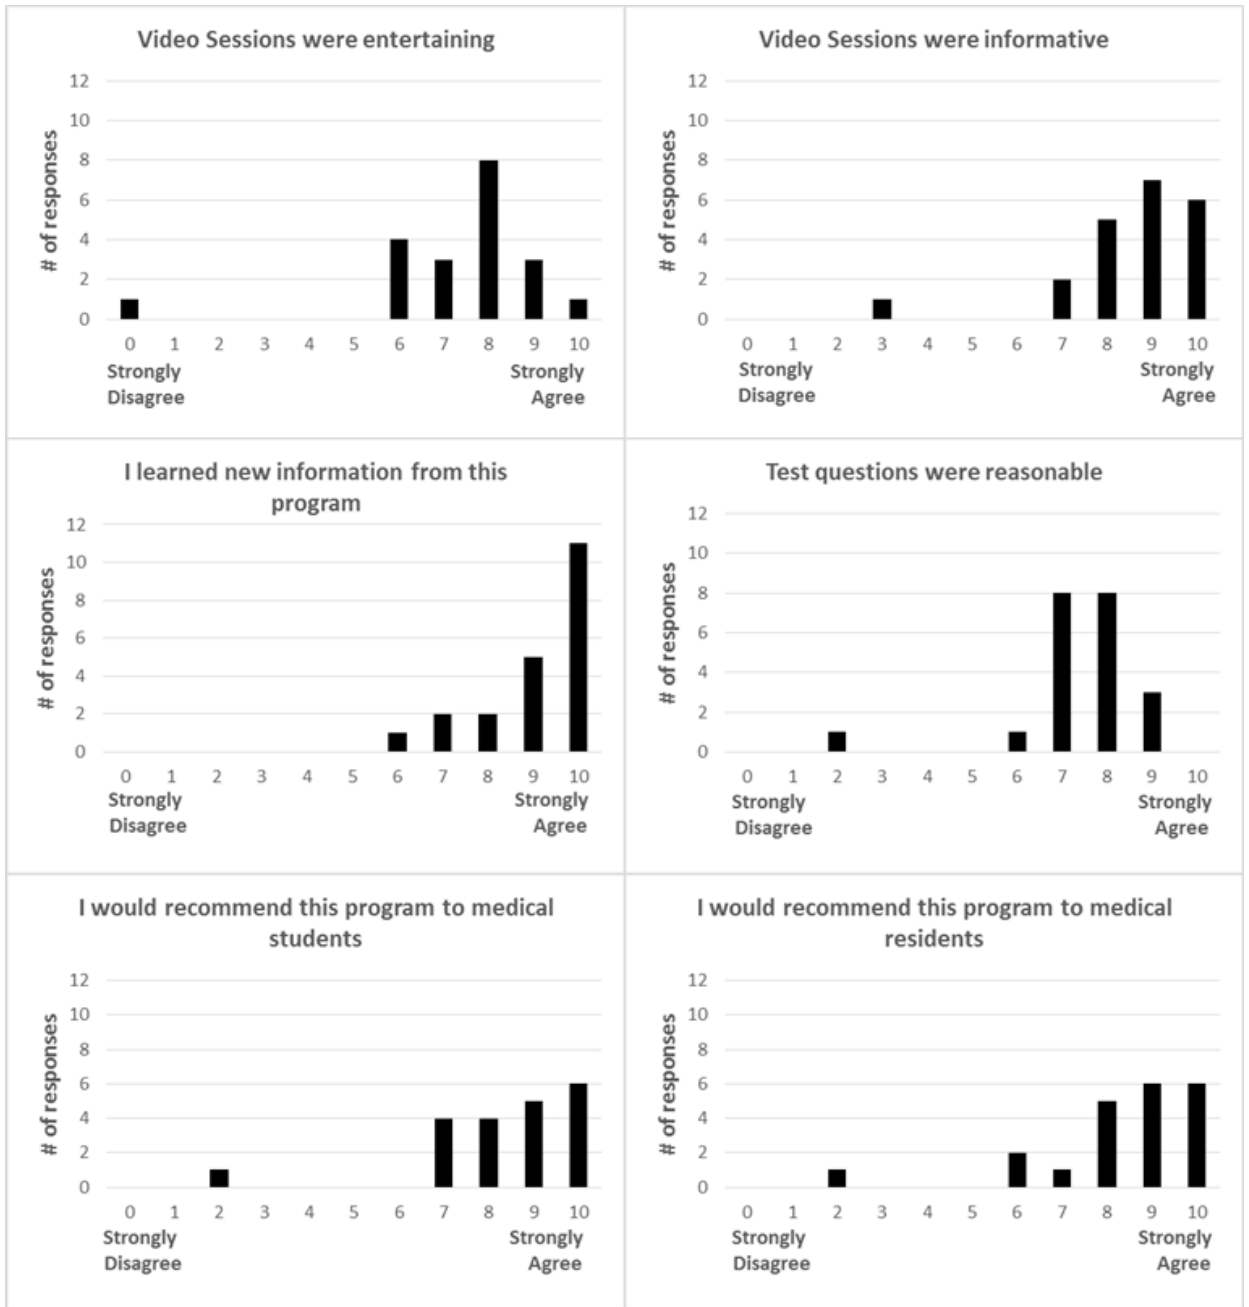 Video Sessions were entertaining
12
10
8
6
4
2
0
# of responses
0 1 2 3 4 5 6 7 8 9 10
Strongly Strongly
Disagree Agree
Video Sessions were informative
12
10
8
6
4
2
0
# of responses
0 1 2 3 4 5 6 7 8 9 10
Strongly Strongly
Disagree Agree
I learned new information from this
program
12
10
8
6
4
2
0
# of responses
0 1 2 3 4 5 6 7 8 9 10
Strongly Strongly
Disagree Agree
Test questions were reasonable
12
10
8
6
4
2
0
# of responses
0 1 2 3 4 5 6 7 8 9 10
Strongly Strongly
Disagree Agree
I would recommend this program to medical
students
12
10
8
6
4
2
0
# of responses
0 1 2 3 4 5 6 7 8 9 10
Strongly Strongly
Disagree Agree
I would recommend this program to medical
residents
12
10
8
6
4
2
0
# of responses
0 1 2 3 4 5 6 7 8 9 10
Strongly Strongly
Disagree Agree